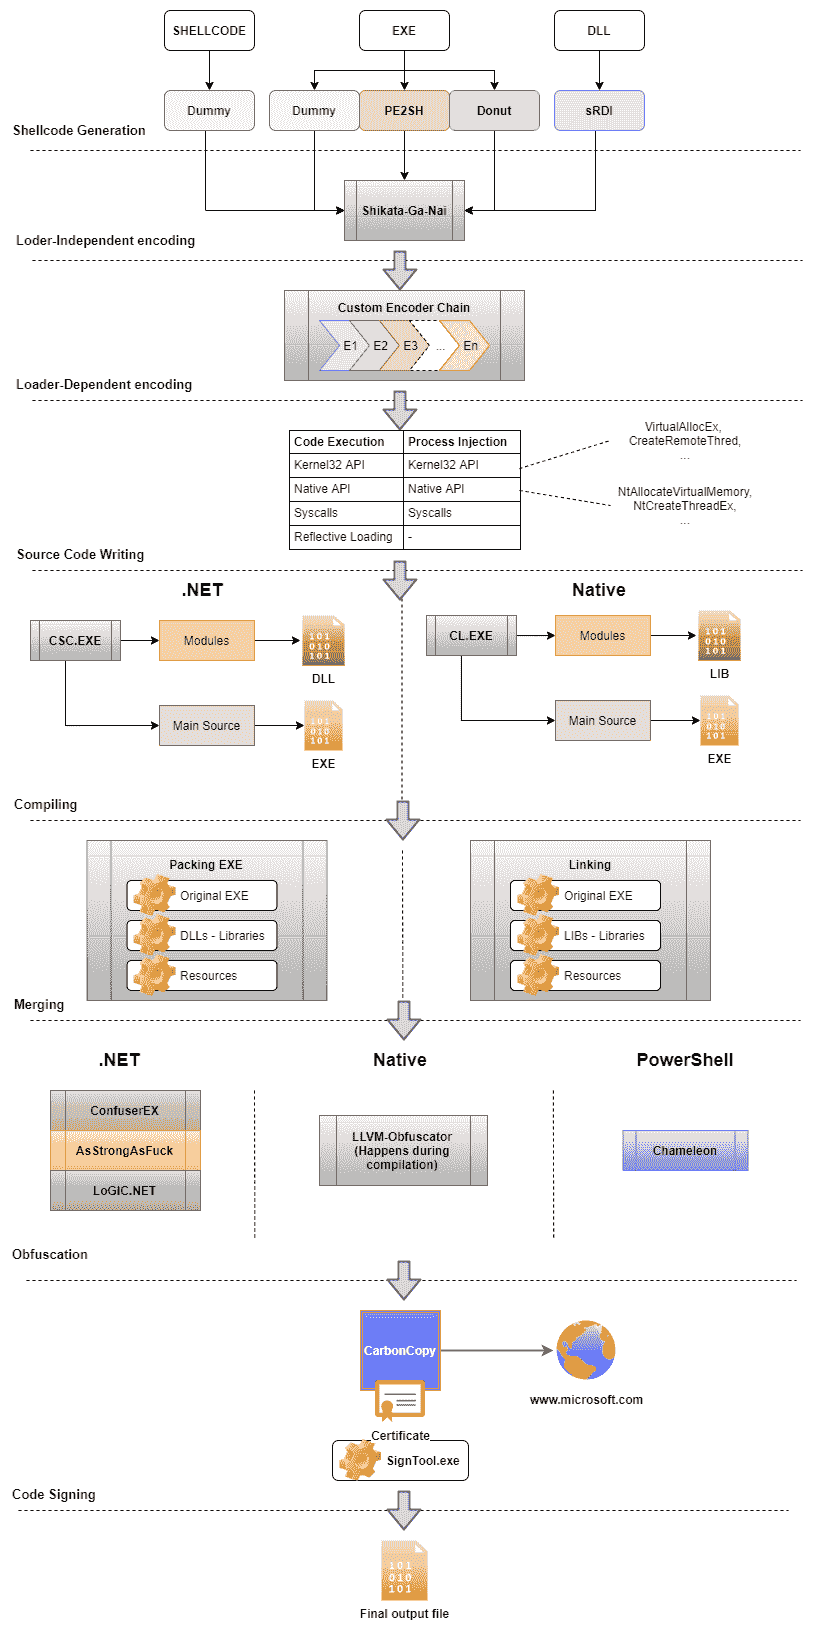 SHELLCODE
EXE
DLL
Dummy
Dummy
PE2SH
Donut
sRDI
Shellcode Generation
Shikata-Ga-Nai
Loder-Independent encoding
Custom Encoder Chain
E1
E2
E3
...
En
Loader-Dependent encoding
Code Execution
Process Injection
Kernel32 API
Kernel32 API
Native API
Native API
Syscalls
Syscalls
Reflective Loading
-
VirtualAllocEx,
CreateRemoteThred,
...
NtAllocateVirtualMemory,
NtCreateThreadEx,
...
Source Code Writing
.NET
Native
CSC.EXE
Modules
101
010
101
DLL
Main Source
101
010
101
EXE
CL.EXE
Modules
101
010
101
LIB
Main Source
101
010
101
EXE
Compiling
Packing EXE
Original EXE
DLLs - Libraries
Resources
Linking
Original EXE
LIBs - Libraries
Resources
Merging
.NET
Native
PowerShell
ConfuserEX
AsStrongAsFuck
LoGIC.NET
LLVM-Obfuscator
(Happens during
compilation)
Chameleon
Obfuscation
CarbonCopy
www.microsoft.com
Certificate
SignTool.exe
Code Signing
101
010
101
Final output file